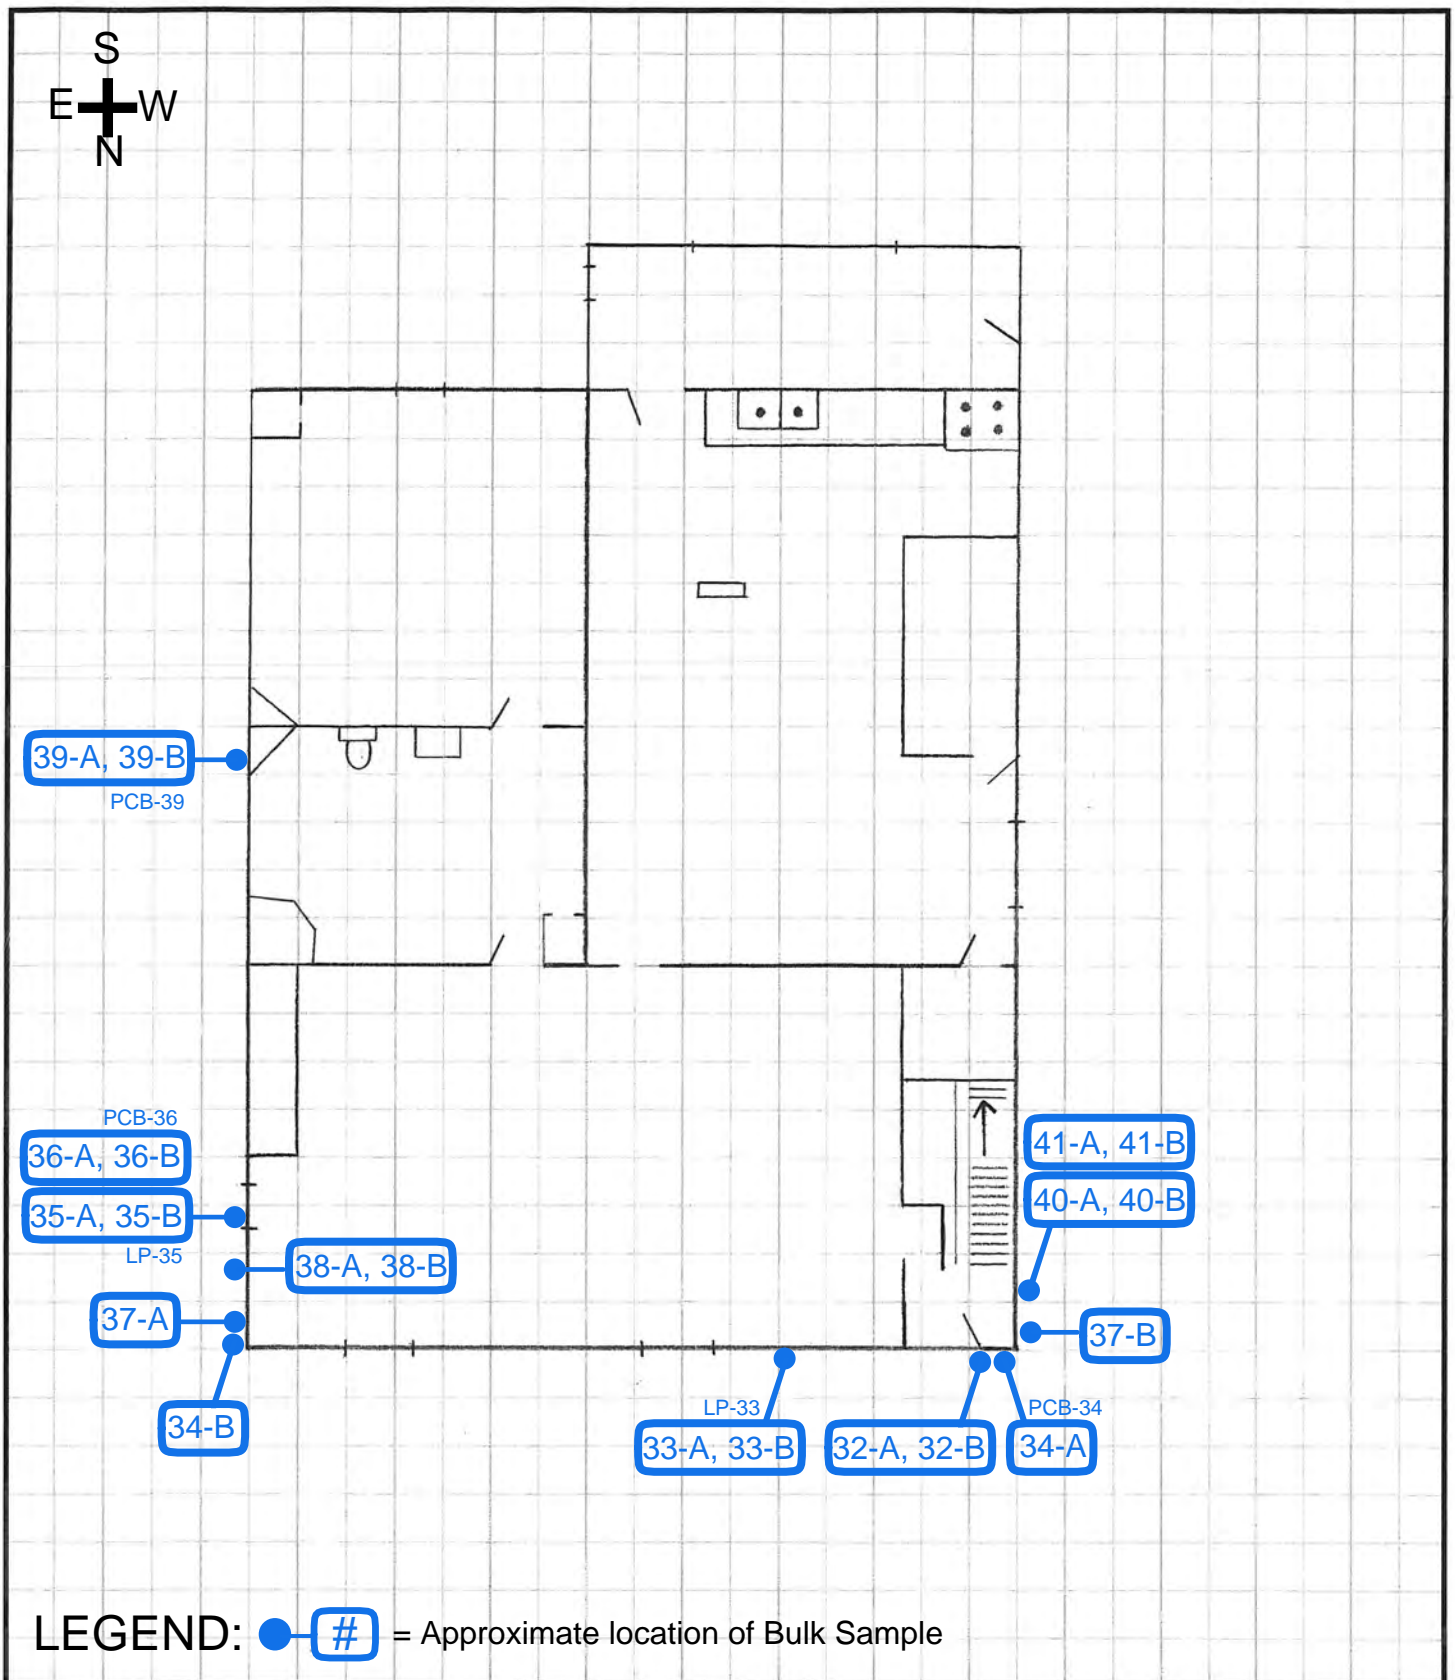 S
E W
N
39-A, 39-B
PCB-39
PCB-36
36-A, 36-B
35-A, 35-B
LP-35
38-A, 38-B
37-A
34-B
41-A, 41-B
40-A, 40-B
37-B
LP-33
33-A, 33-B
32-A, 32-B
PCB-34
34-A
LEGEND: # = Approximate location of Bulk Sample